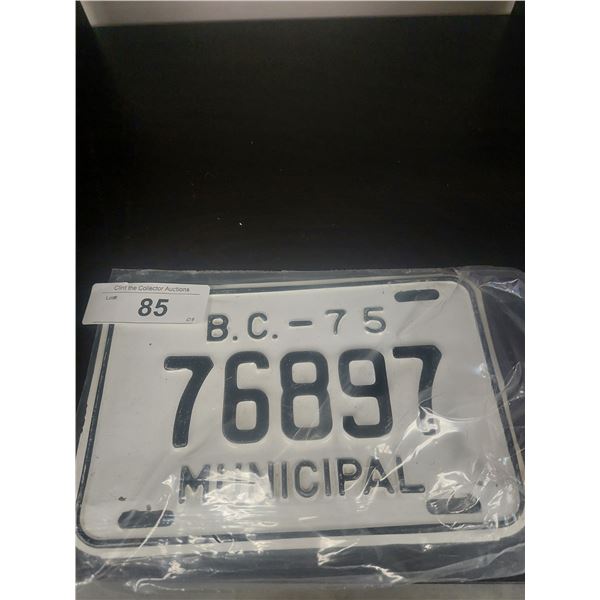 Clint the Collector Auctions
Lot#
85
B.C. - 75
76897
MUNICIPAL